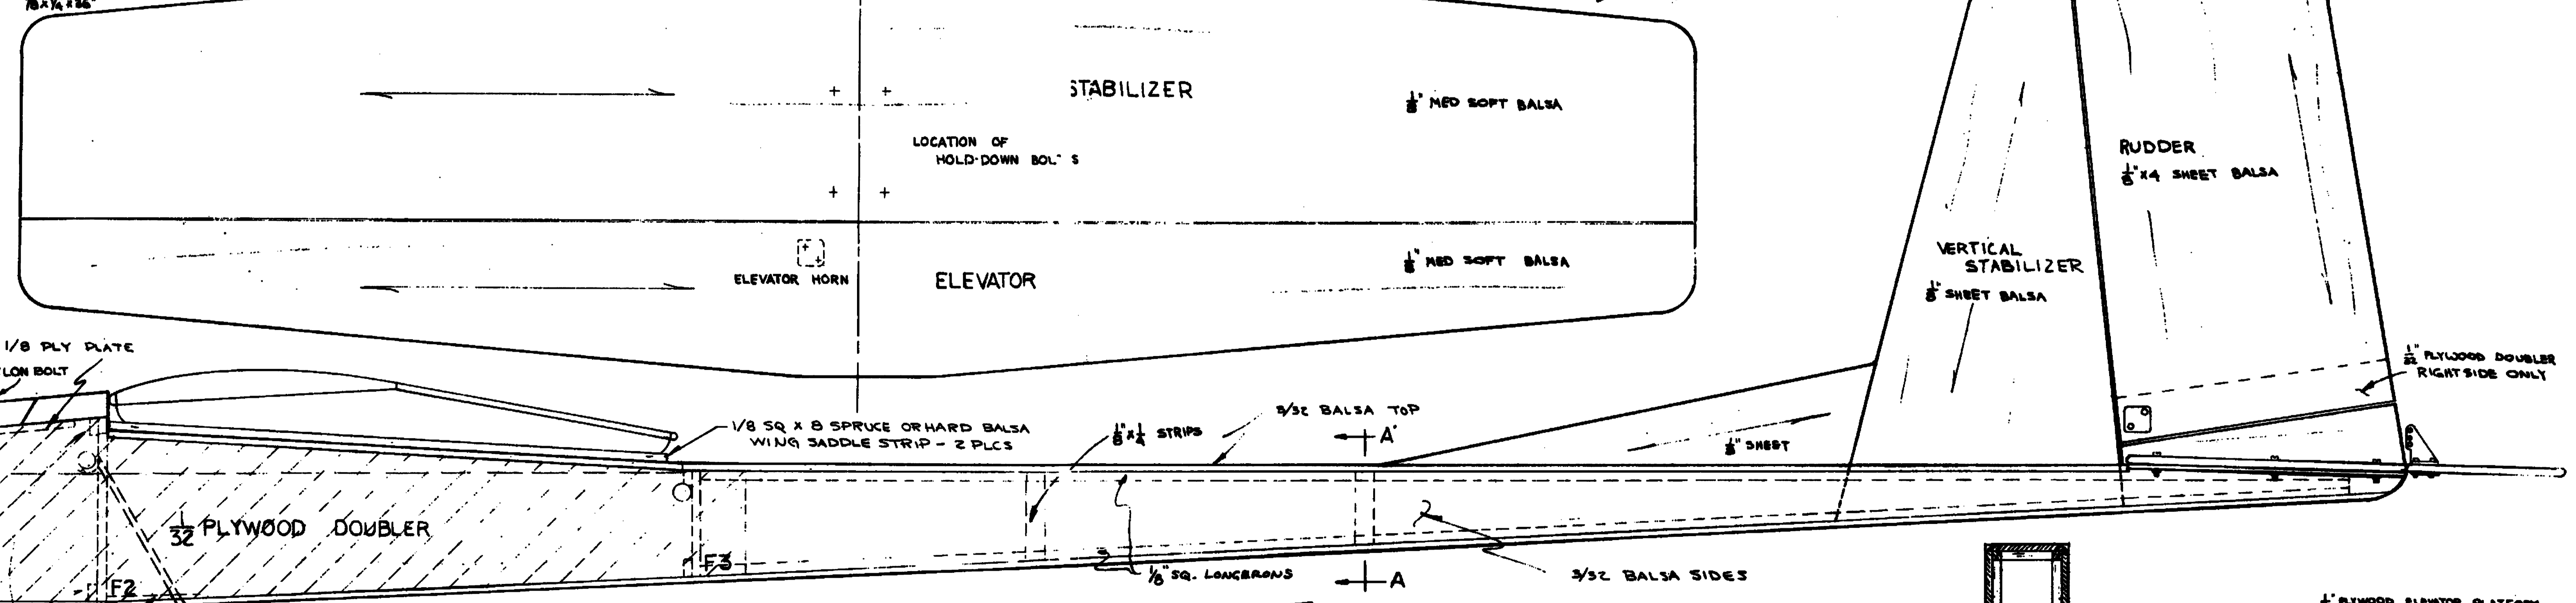 STABILIZER
1/8" MED SOFT BALSA
LOCATION OF
HOLD-DOWN BOL S
RUDDER
1/8" x 4 SHEET BALSA
VERTICAL
STABILIZER
1/8" SHEET BALSA
ELEVATOR HORN
ELEVATOR
1/8" MED SOFT BALSA
1/8 PLY PLATE
LON BOLT
1/32" PLYWOOD DOUBLER
RIGHT SIDE ONLY
1/8 SQ X 8 SPRUCE OR HARD BALSA
WING SADDLE STRIP - 2 PLCS
1/8" x 1/4 STRIPS
3/32 BALSA TOP
A'
1/8" SHEET
1/32 PLYWOOD DOUBLER
F2
F3
1/8" SQ. LONGERONS
A
3/32 BALSA SIDES